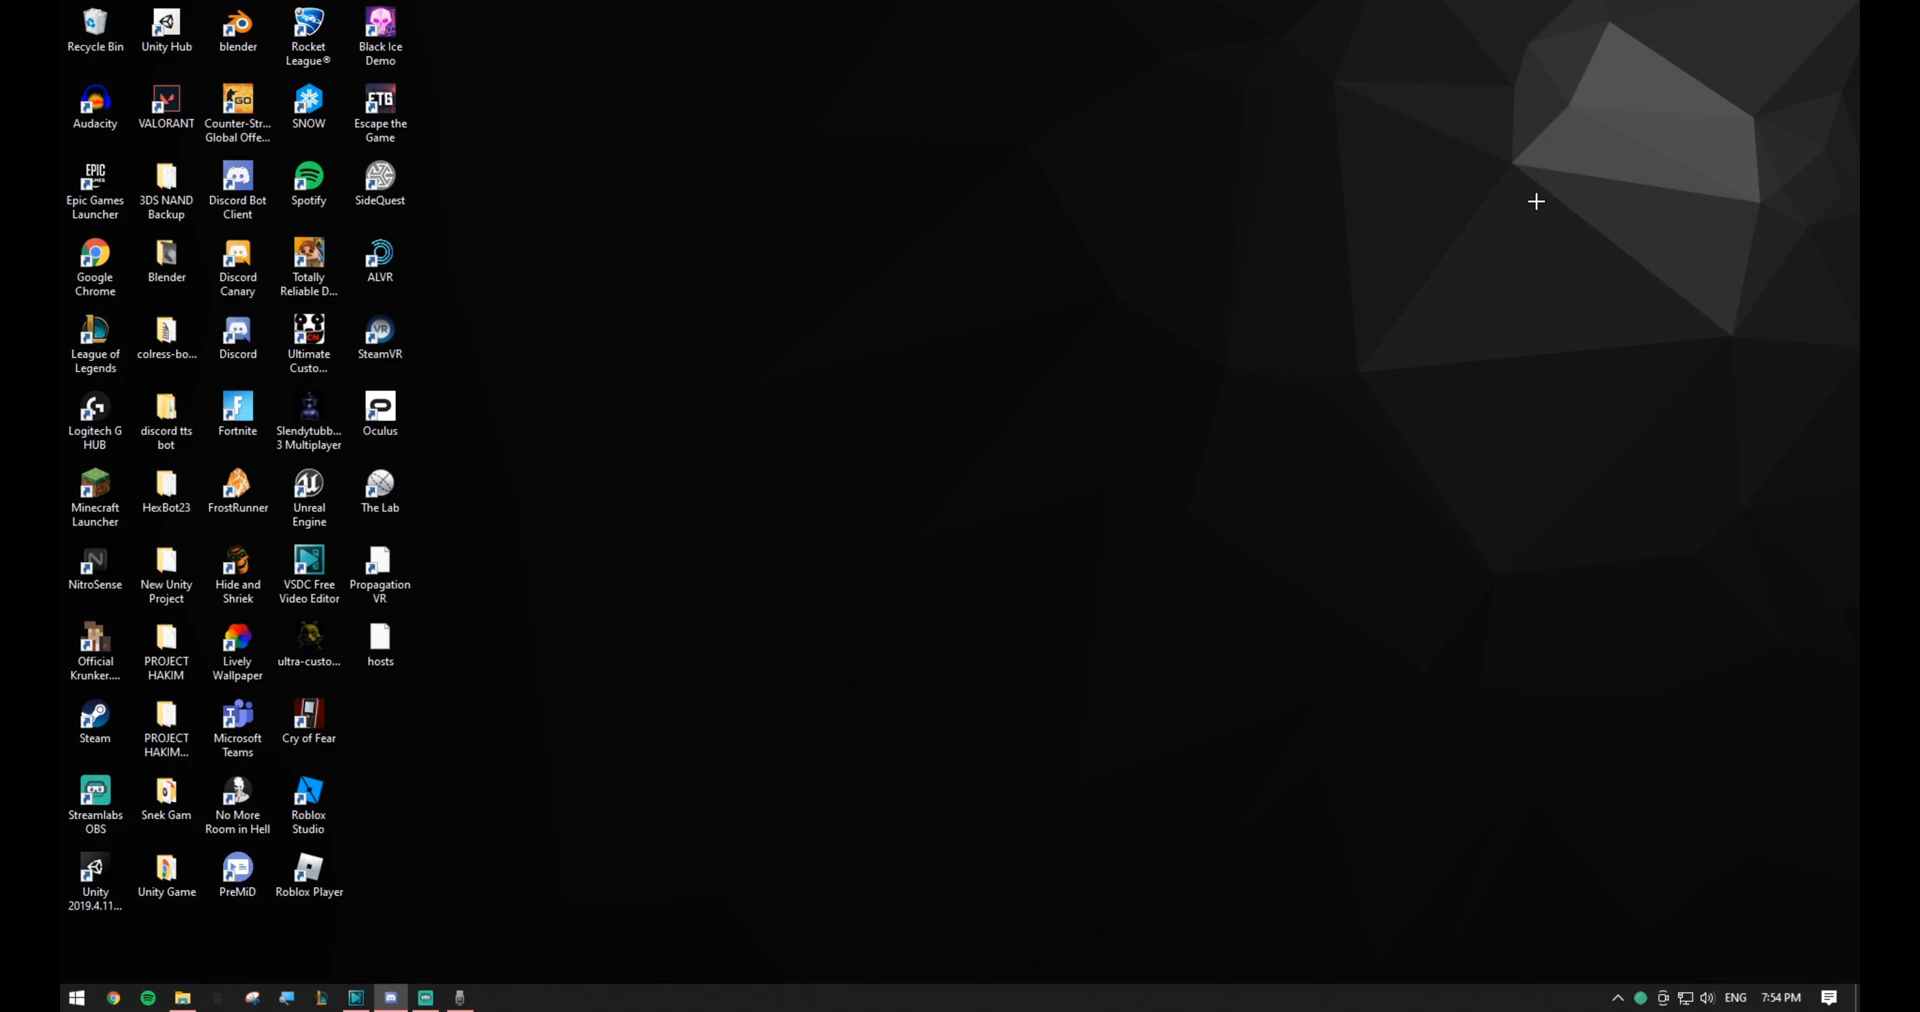 Recycle Bin
Unity Hub
blender
Rocket
League®
Black Ice
Demo
Audacity
VALORANT
Counter-Str...
Global Offe...
SNOW
Escape the
Game
Epic Games
Launcher
3DS NAND
Backup
Discord Bot
Client
Spotify
SideQuest
Google
Chrome
Blender
Discord
Canary
Totally
Reliable D...
ALVR
League of
Legends
colress-bo...
Discord
Ultimate
Custo...
SteamVR
Logitech G
HUB
discord tts
bot
Fortnite
Slendytubb...
3 Multiplayer
Oculus
Minecraft
Launcher
HexBot23
FrostRunner
Unreal
Engine
The Lab
NitroSense
New Unity
Project
Hide and
Shriek
VSDC Free
Video Editor
Propagation
VR
Official
Krunker....
PROJECT
HAKIM
Lively
Wallpaper
ultra-custo...
hosts
Steam
PROJECT
HAKIM...
Microsoft
Teams
Cry of Fear
Streamlabs
OBS
Snek Gam
No More
Room in Hell
Roblox
Studio
Unity
2019.4.11...
Unity Game
PreMiD
Roblox Player
ENG
7:54 PM